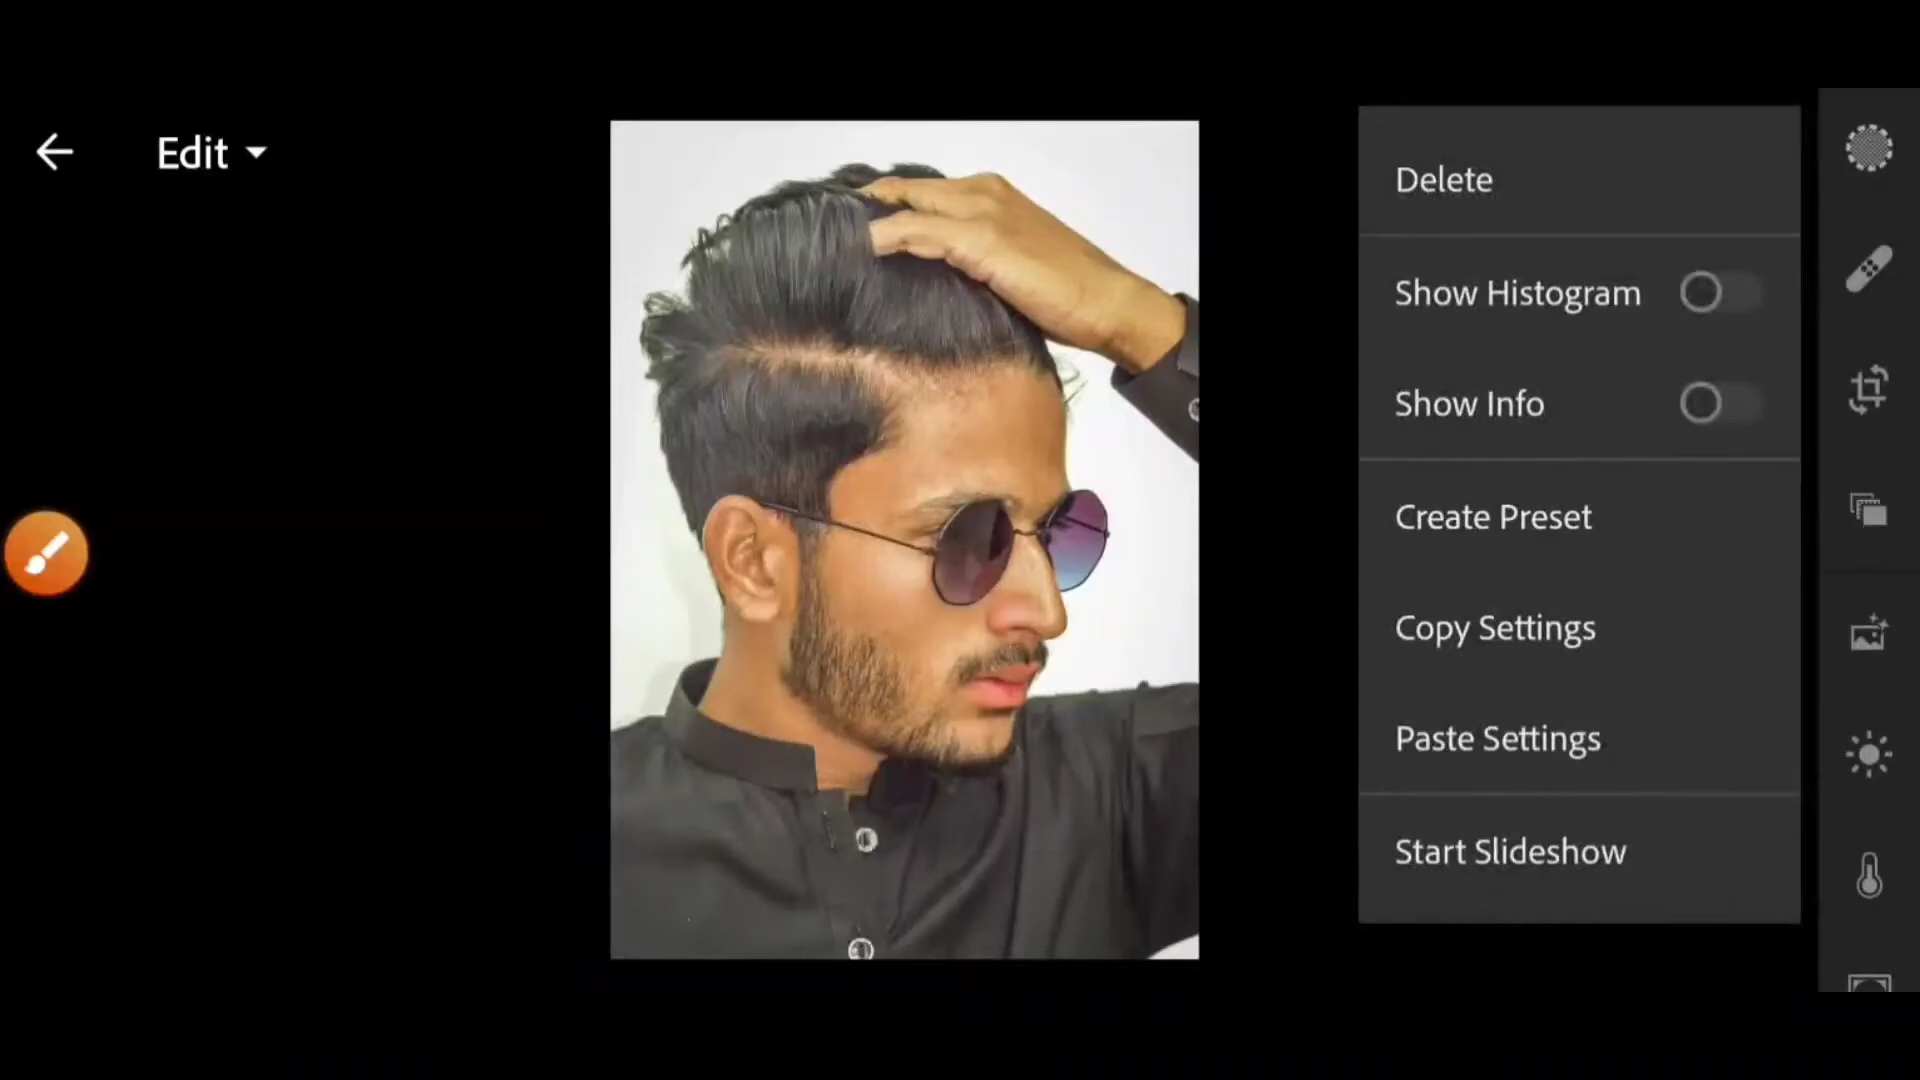 Edit
Delete
Show Histogram
Show Info
Create Preset
Copy Settings
Paste Settings
Start Slideshow